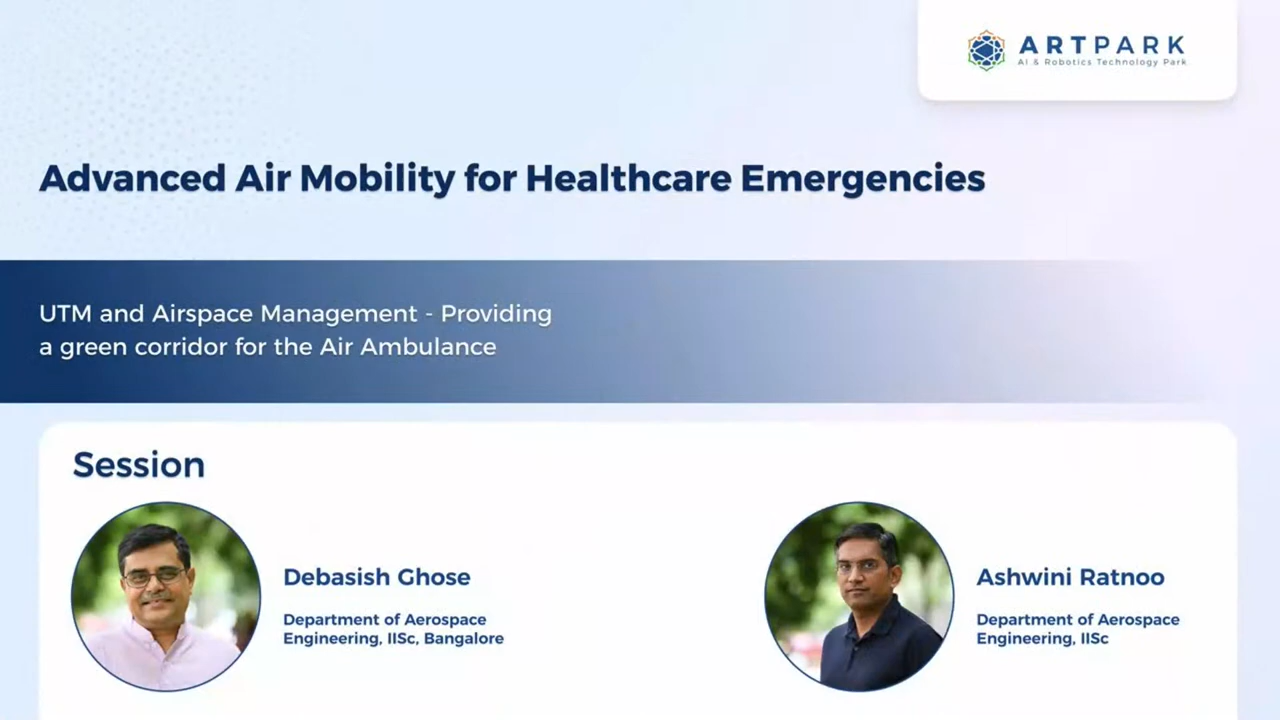 ARTPARK
AI & Robotics Technology Park
Advanced Air Mobility for Healthcare Emergencies
UTM and Airspace Management - Providing
a green corridor for the Air Ambulance
Session
Debasish Ghose
Department of Aerospace
Engineering, IISc, Bangalore
Ashwini Ratnoo
Department of Aerospace
Engineering, IISc